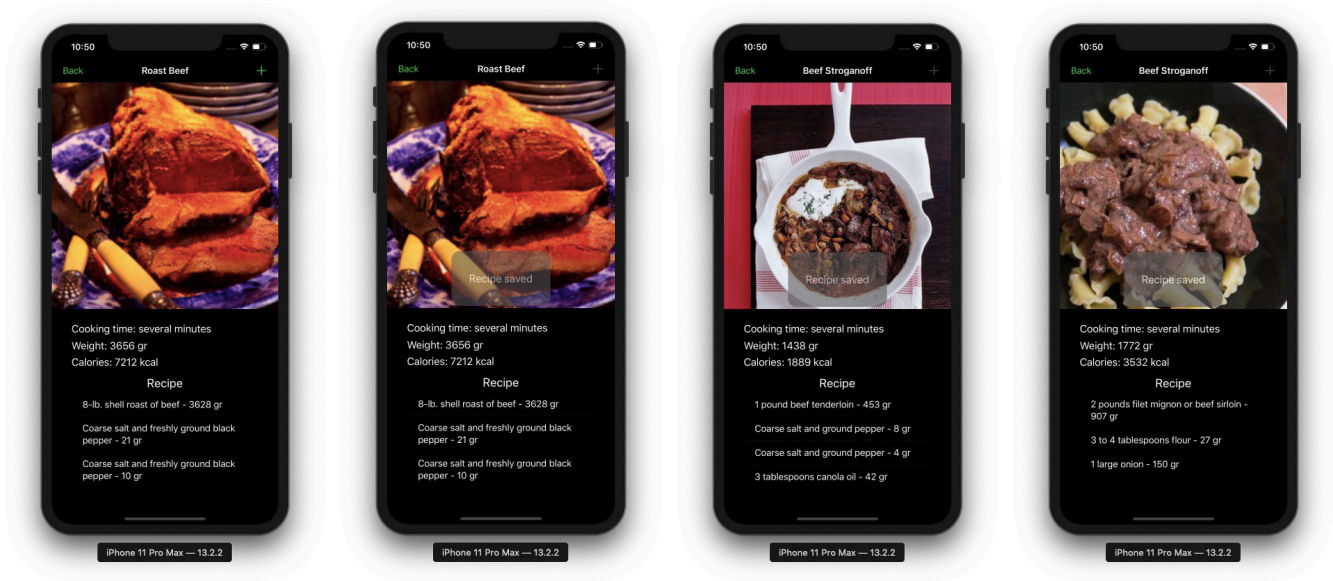 10:50
Back Roast Beef +
Cooking time: several minutes
Weight: 3656 gr
Calories: 7212 kcal
Recipe
8-lb. shell roast of beef - 3628 gr
Coarse salt and freshly ground black
pepper - 21 gr
Coarse salt and freshly ground black
pepper - 10 gr
iPhone 11 Pro Max — 13.2.2
10:50
Back Roast Beef +
Recipe saved
Cooking time: several minutes
Weight: 3656 gr
Calories: 7212 kcal
Recipe
8-lb. shell roast of beef - 3628 gr
Coarse salt and freshly ground black
pepper - 21 gr
Coarse salt and freshly ground black
pepper - 10 gr
iPhone 11 Pro Max — 13.2.2
10:50
Back Beef Stroganoff +
Recipe saved
Cooking time: several minutes
Weight: 1438 gr
Calories: 1889 kcal
Recipe
1 pound beef tenderloin - 453 gr
Coarse salt and ground pepper - 8 gr
Coarse salt and ground pepper - 4 gr
3 tablespoons canola oil - 42 gr
iPhone 11 Pro Max — 13.2.2
10:50
Back Beef Stroganoff +
Recipe saved
Cooking time: several minutes
Weight: 1772 gr
Calories: 3532 kcal
Recipe
2 pounds filet mignon or beef sirloin -
907 gr
3 to 4 tablespoons flour - 27 gr
1 large onion - 150 gr
iPhone 11 Pro Max — 13.2.2